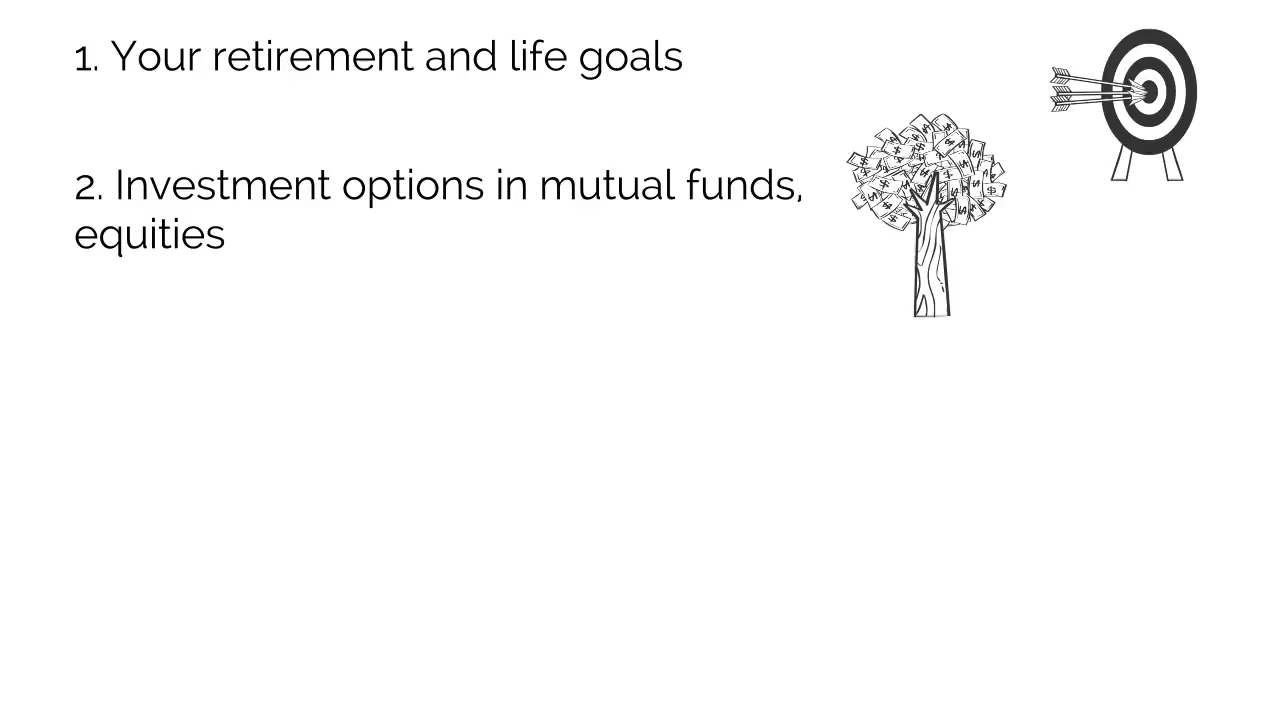 1. Your retirement and life goals
2. Investment options in mutual funds,
equities